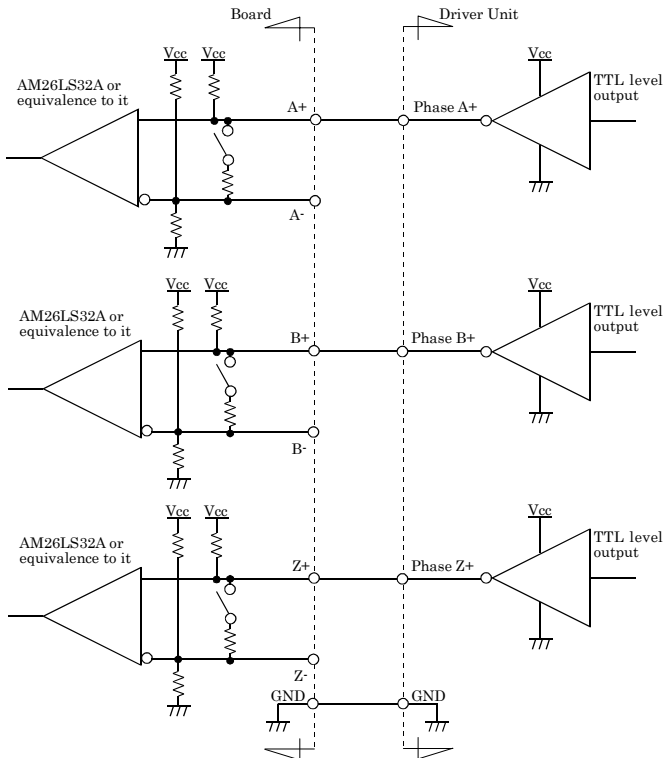 Board
Driver Unit
Vcc
Vcc
Vcc
AM26LS32A or
equivalence to it
TTL level
output
A+
Phase A+
A-
Vcc
Vcc
Vcc
AM26LS32A or
equivalence to it
TTL level
output
B+
Phase B+
B-
Vcc
Vcc
Vcc
AM26LS32A or
equivalence to it
TTL level
output
Z+
Phase Z+
Z-
GND
GND